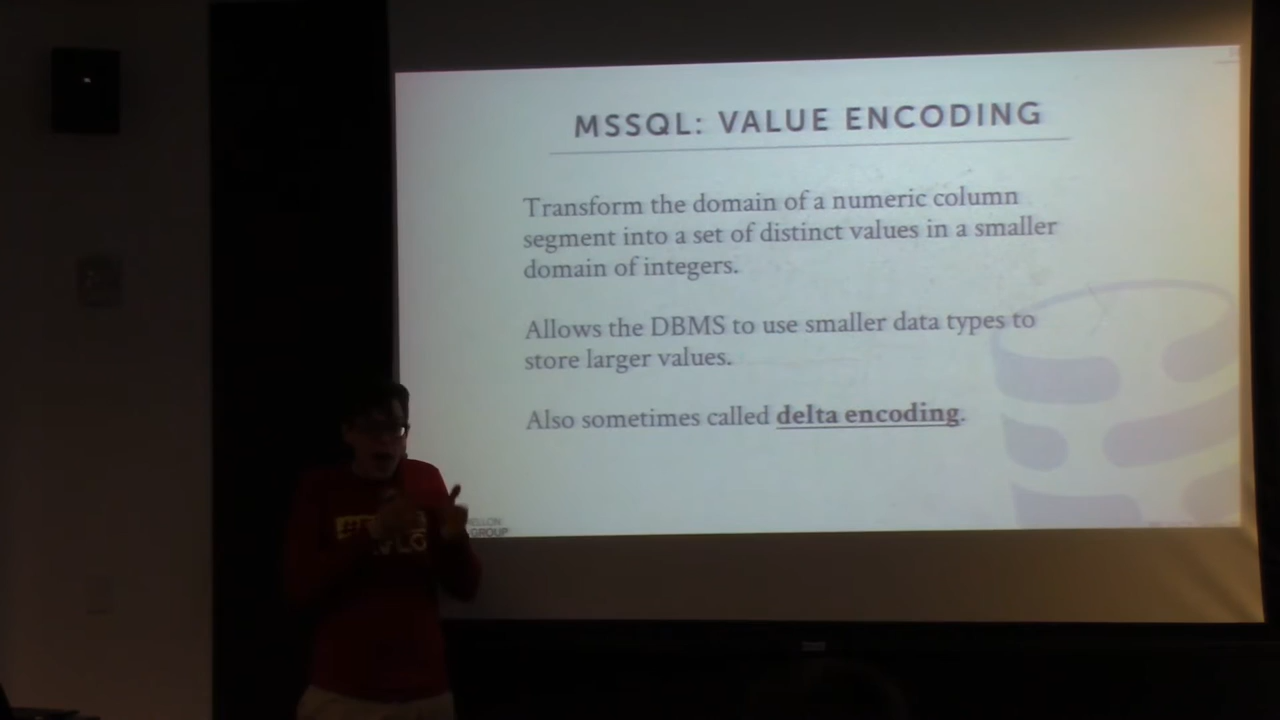 MSSQL: VALUE ENCODING
Transform the domain of a numeric column
segment into a set of distinct values in a smaller
domain of integers.
Allows the DBMS to use smaller data types to
store larger values.
Also sometimes called delta encoding.
GROUP